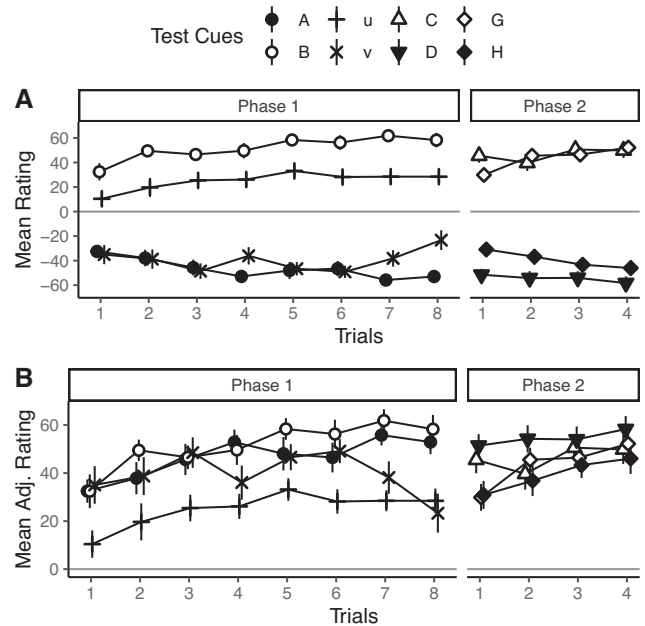 Test Cues
A u C G
B v D H
A
Phase 1 Phase 2
Mean Rating
60
40
20
0
−20
−40
−60
1 2 3 4 5 6 7 8 1 2 3 4
Trials
B
Phase 1 Phase 2
Mean Adj. Rating
60
40
20
0
1 2 3 4 5 6 7 8 1 2 3 4
Trials